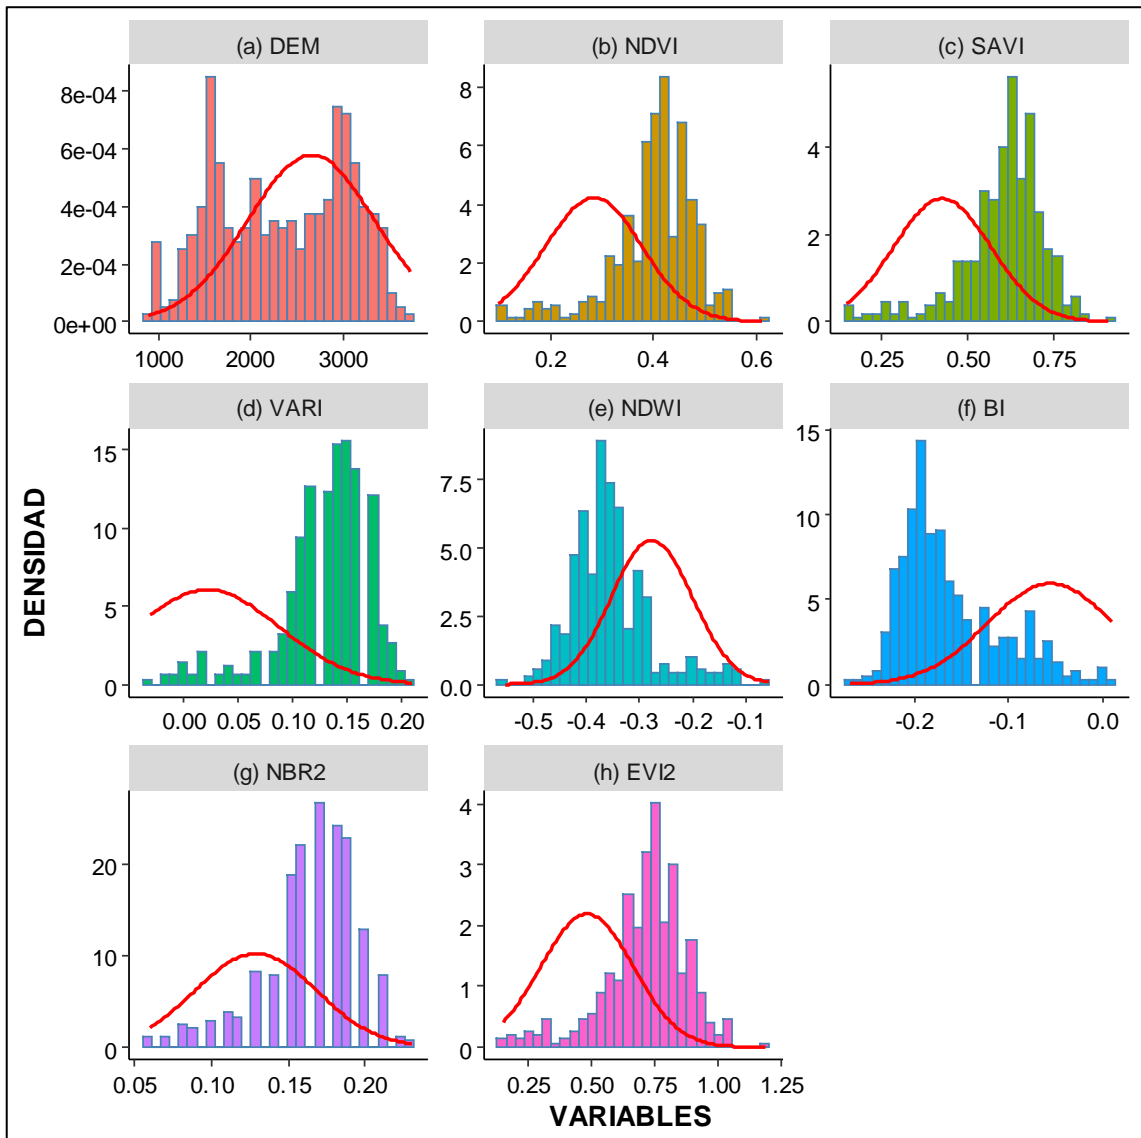 (a) DEM
(b) NDVI
(c) SAVI
8e-04
6e-04
4e-04
2e-04
0e+00
1000 2000 3000
8
6
4
2
0
0.2 0.4 0.6
4
2
0
0.25 0.50 0.75
(d) VARI
(e) NDWI
(f) BI
15
10
5
0
0.00 0.05 0.10 0.15 0.20
7.5
5.0
2.5
0.0
-0.5 -0.4 -0.3 -0.2 -0.1
15
10
5
0
-0.2 -0.1 0.0
(g) NBR2
(h) EVI2
20
10
0
0.05 0.10 0.15 0.20
4
3
2
1
0
0.25 0.50 0.75 1.00 1.25
DENSIDAD
VARIABLES